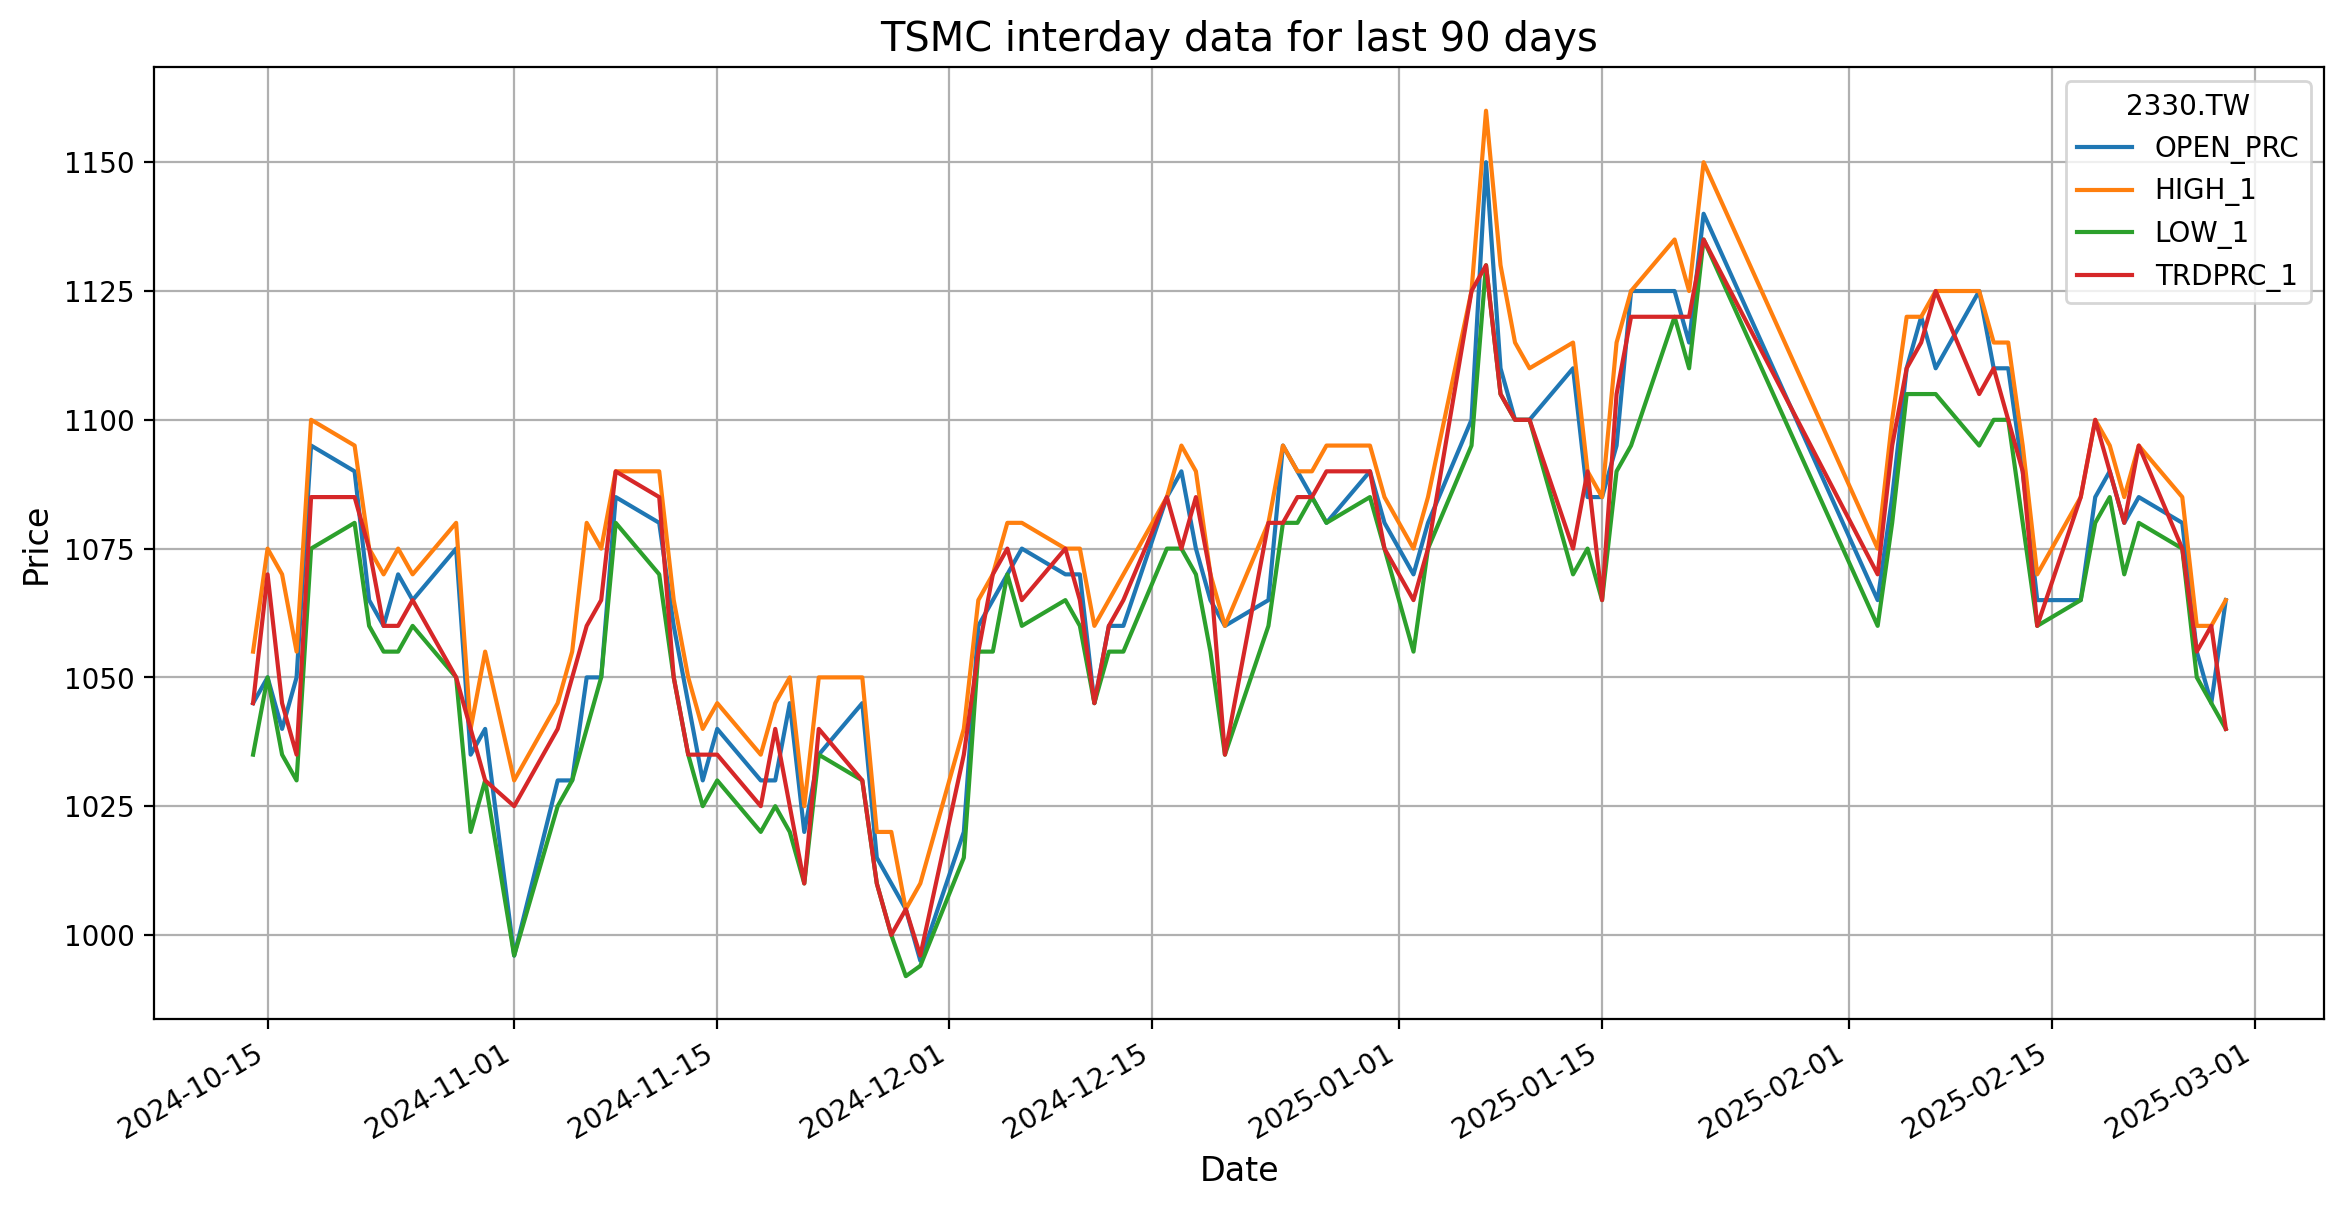 TSMC interday data for last 90 days
2330.TW
OPEN_PRC
HIGH_1
LOW_1
TRDPRC_1
Price
1150
1125
1100
1075
1050
1025
1000
2024-10-15
2024-11-01
2024-11-15
2024-12-01
2024-12-15
2025-01-01
2025-01-15
2025-02-01
2025-02-15
2025-03-01
Date